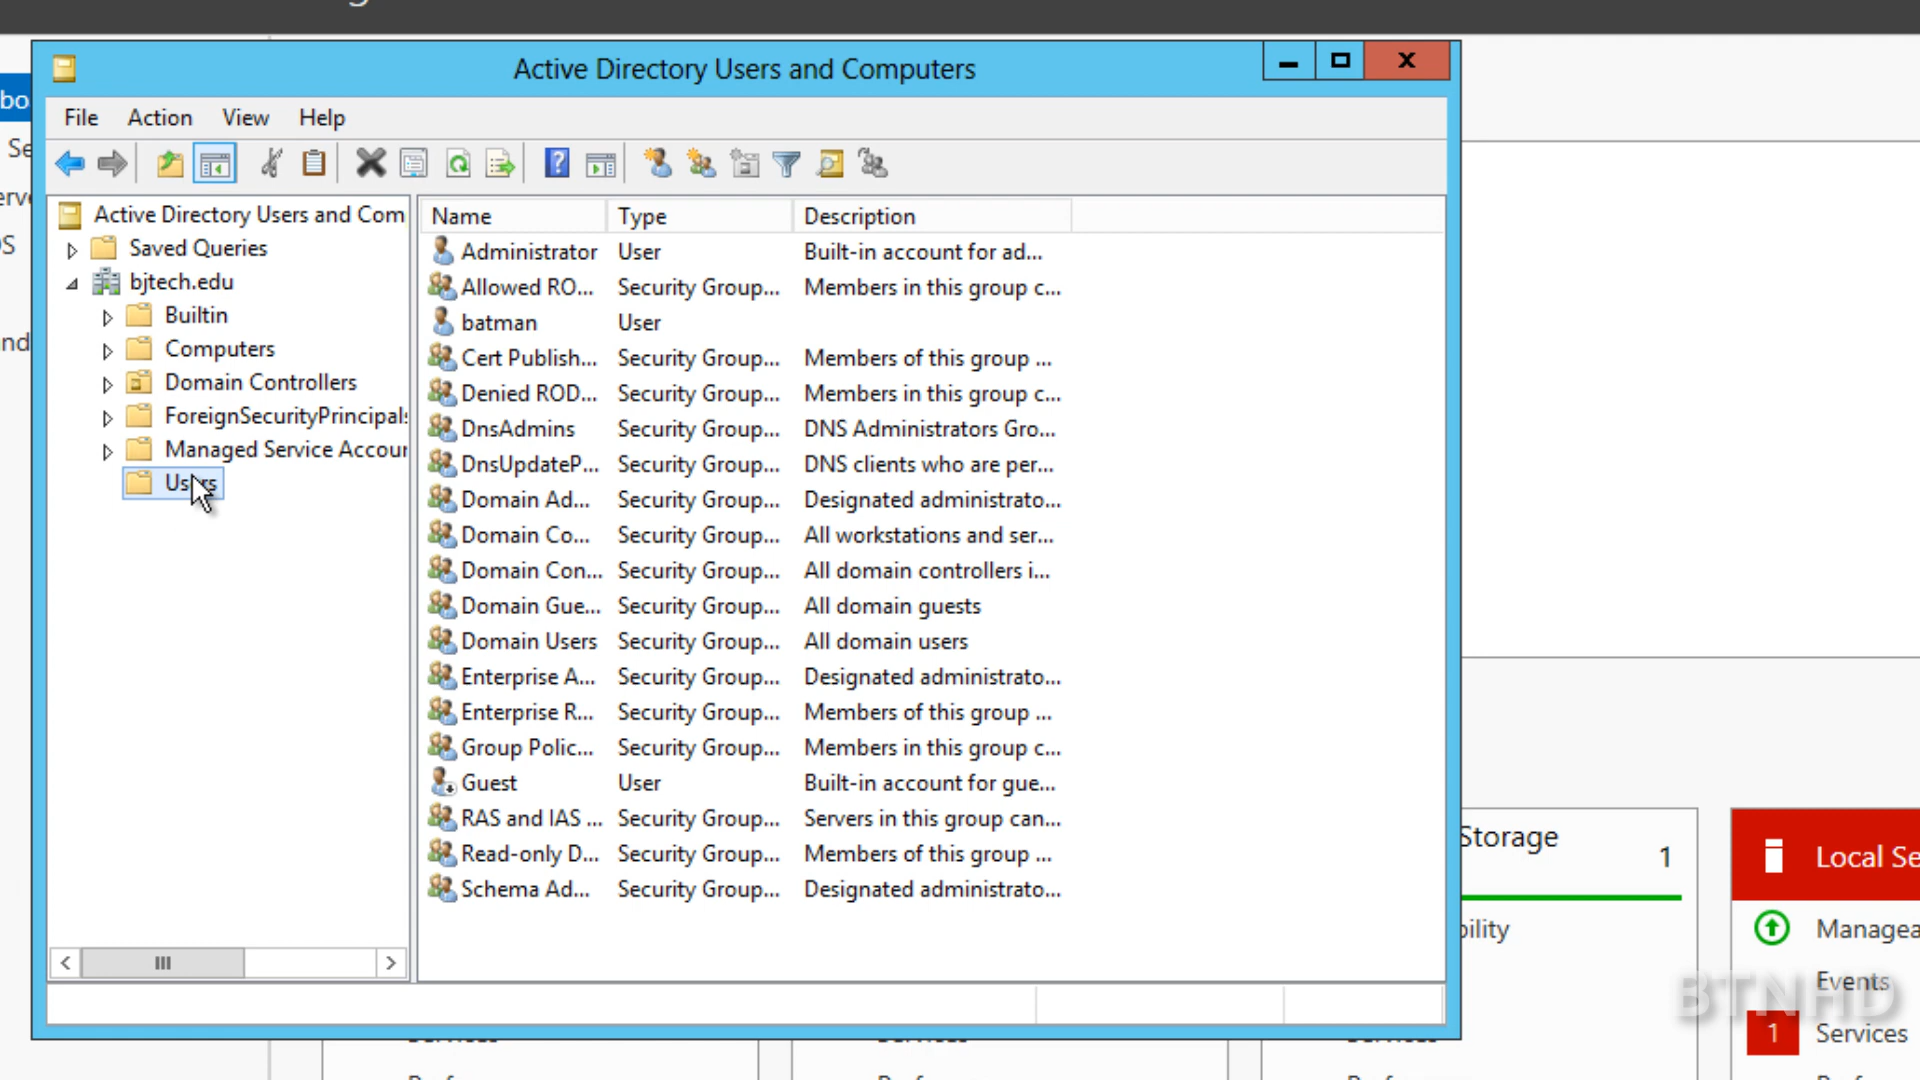 Active Directory Users and Computers
File Action View Help
Active Directory Users and Com
Saved Queries
bjtech.edu
Builtin
Computers
Domain Controllers
ForeignSecurityPrincipals
Managed Service Accour
Users
Name Type Description
Administrator User Built-in account for ad...
Allowed RO... Security Group... Members in this group c...
batman User
Cert Publish... Security Group... Members of this group ...
Denied ROD... Security Group... Members in this group c...
DnsAdmins Security Group... DNS Administrators Gro...
DnsUpdateP... Security Group... DNS clients who are per...
Domain Ad... Security Group... Designated administrato...
Domain Co... Security Group... All workstations and ser...
Domain Con... Security Group... All domain controllers i...
Domain Gue... Security Group... All domain guests
Domain Users Security Group... All domain users
Enterprise A... Security Group... Designated administrato...
Enterprise R... Security Group... Members of this group ...
Group Polic... Security Group... Members in this group c...
Guest User Built-in account for gue...
RAS and IAS ... Security Group... Servers in this group can...
Read-only D... Security Group... Members of this group ...
Schema Ad... Security Group... Designated administrato...
Storage 1
bility
Local Se
Managea
Events
1 Services
BTNHD